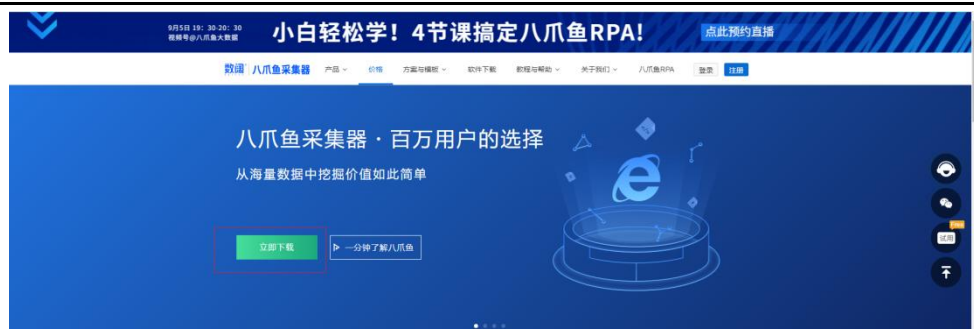 9月5日 19：30-20：30
视频号@八爪鱼大数据
小白轻松学！4节课搞定八爪鱼RPA!
点此预约直播
数阔 八爪鱼采集器 产品 价格 方案与模板 软件下载 教程与帮助 关于我们 八爪鱼RPA 登录 注册
八爪鱼采集器 · 百万用户的选择
从海量数据中挖掘价值如此简单
立即下载 一分钟了解八爪鱼
Free
试用